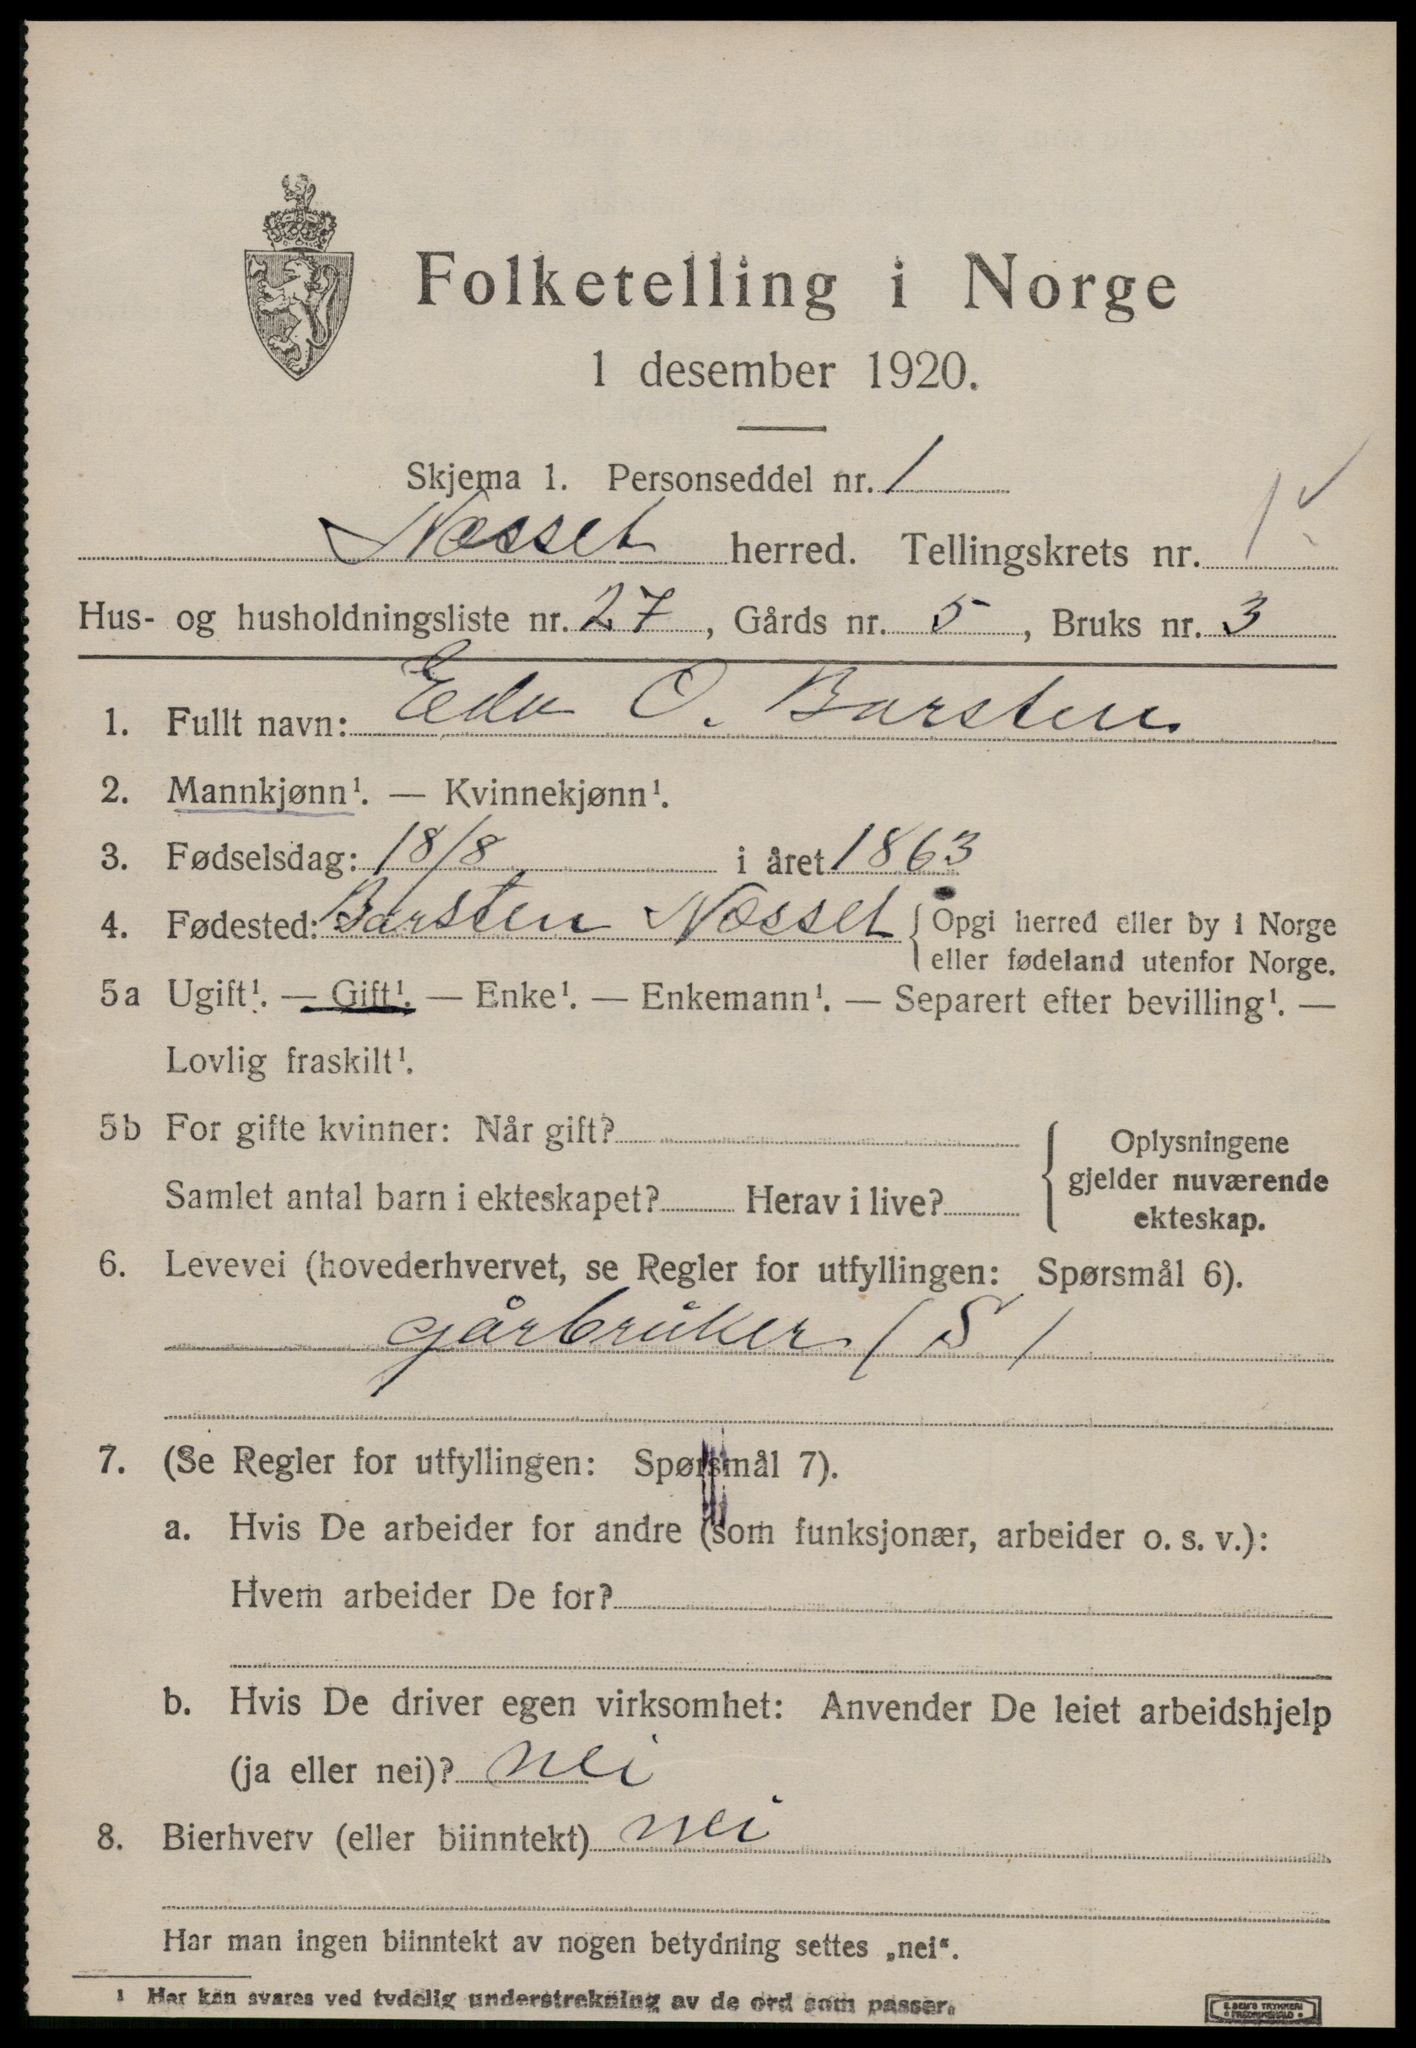 Folketelling i Norge
1 desember 1920.
Skjema 1. Personseddel nr. 1
Nesset herred. Tellingskrets nr. 1
Hus- og husholdningsliste nr. 27, Gårds nr. 5, Bruks nr. 3
1. Fullt navn: Edv O. Barsten
2. Mannkjønn¹. — Kvinnekjønn¹.
3. Fødselsdag: 18/8 i året 1863
4. Fødested: Barsten Nesset { Opgi herred eller by i Norge
eller fødeland utenfor Norge.
5a Ugift¹. — Gift¹. — Enke¹. — Enkemann¹. — Separert efter bevilling¹. —
Lovlig fraskilt¹.
5b For gifte kvinner: Når gift?
Samlet antal barn i ekteskapet? Herav i live?
Oplysningene
gjelder nuværende
ekteskap.
6. Levevei (hovederhvervet, se Regler for utfyllingen: Spørsmål 6).
gårbruker (S)
7. (Se Regler for utfyllingen: Spørsmål 7).
a. Hvis De arbeider for andre (som funksjonær, arbeider o. s. v.):
Hvem arbeider De for?
b. Hvis De driver egen virksomhet: Anvender De leiet arbeidshjelp
(ja eller nei)? nei
8. Bierhverv (eller biinntekt) nei
Har man ingen biinntekt av nogen betydning settes „nei“.
¹ Her kan svares ved tydelig understrekning av de ord som passer.
E. SEM'S TRYKKERI
FREDRIKSHALD